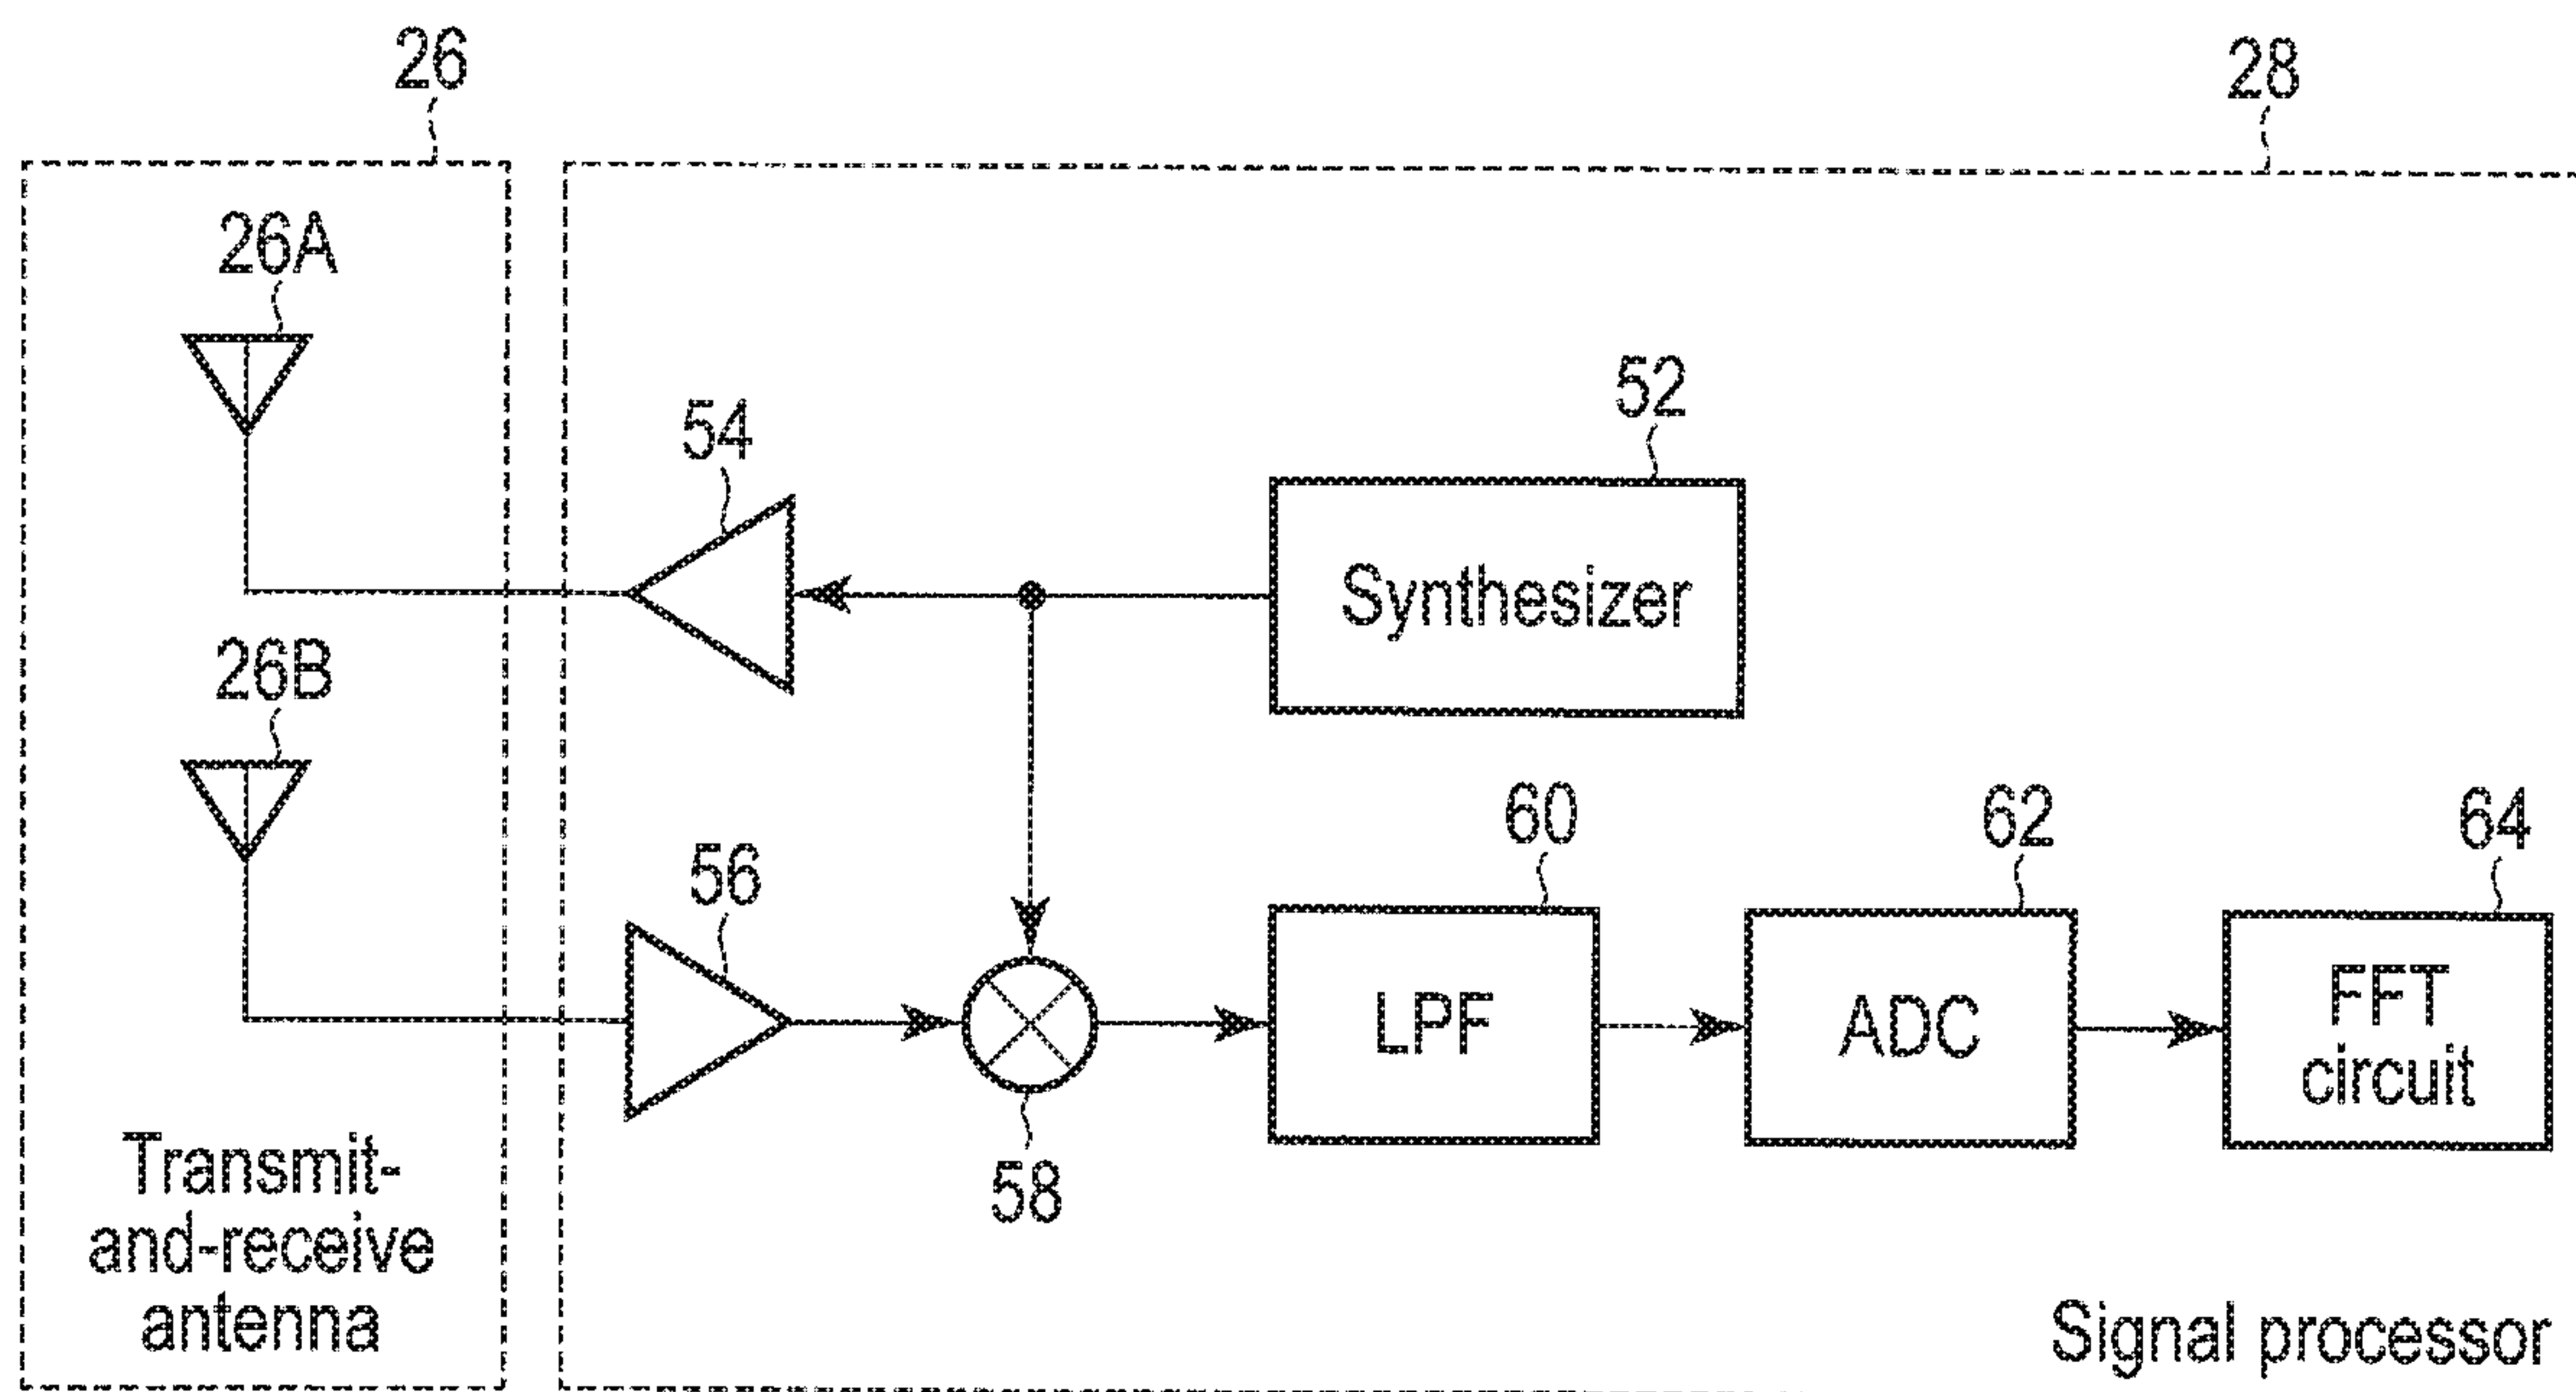 26
28
26A
52
54
Synthesizer
26B
56
60
62
64
LPF
ADC
FFT
circuit
58
Transmit-
and-receive
antenna
Signal processor